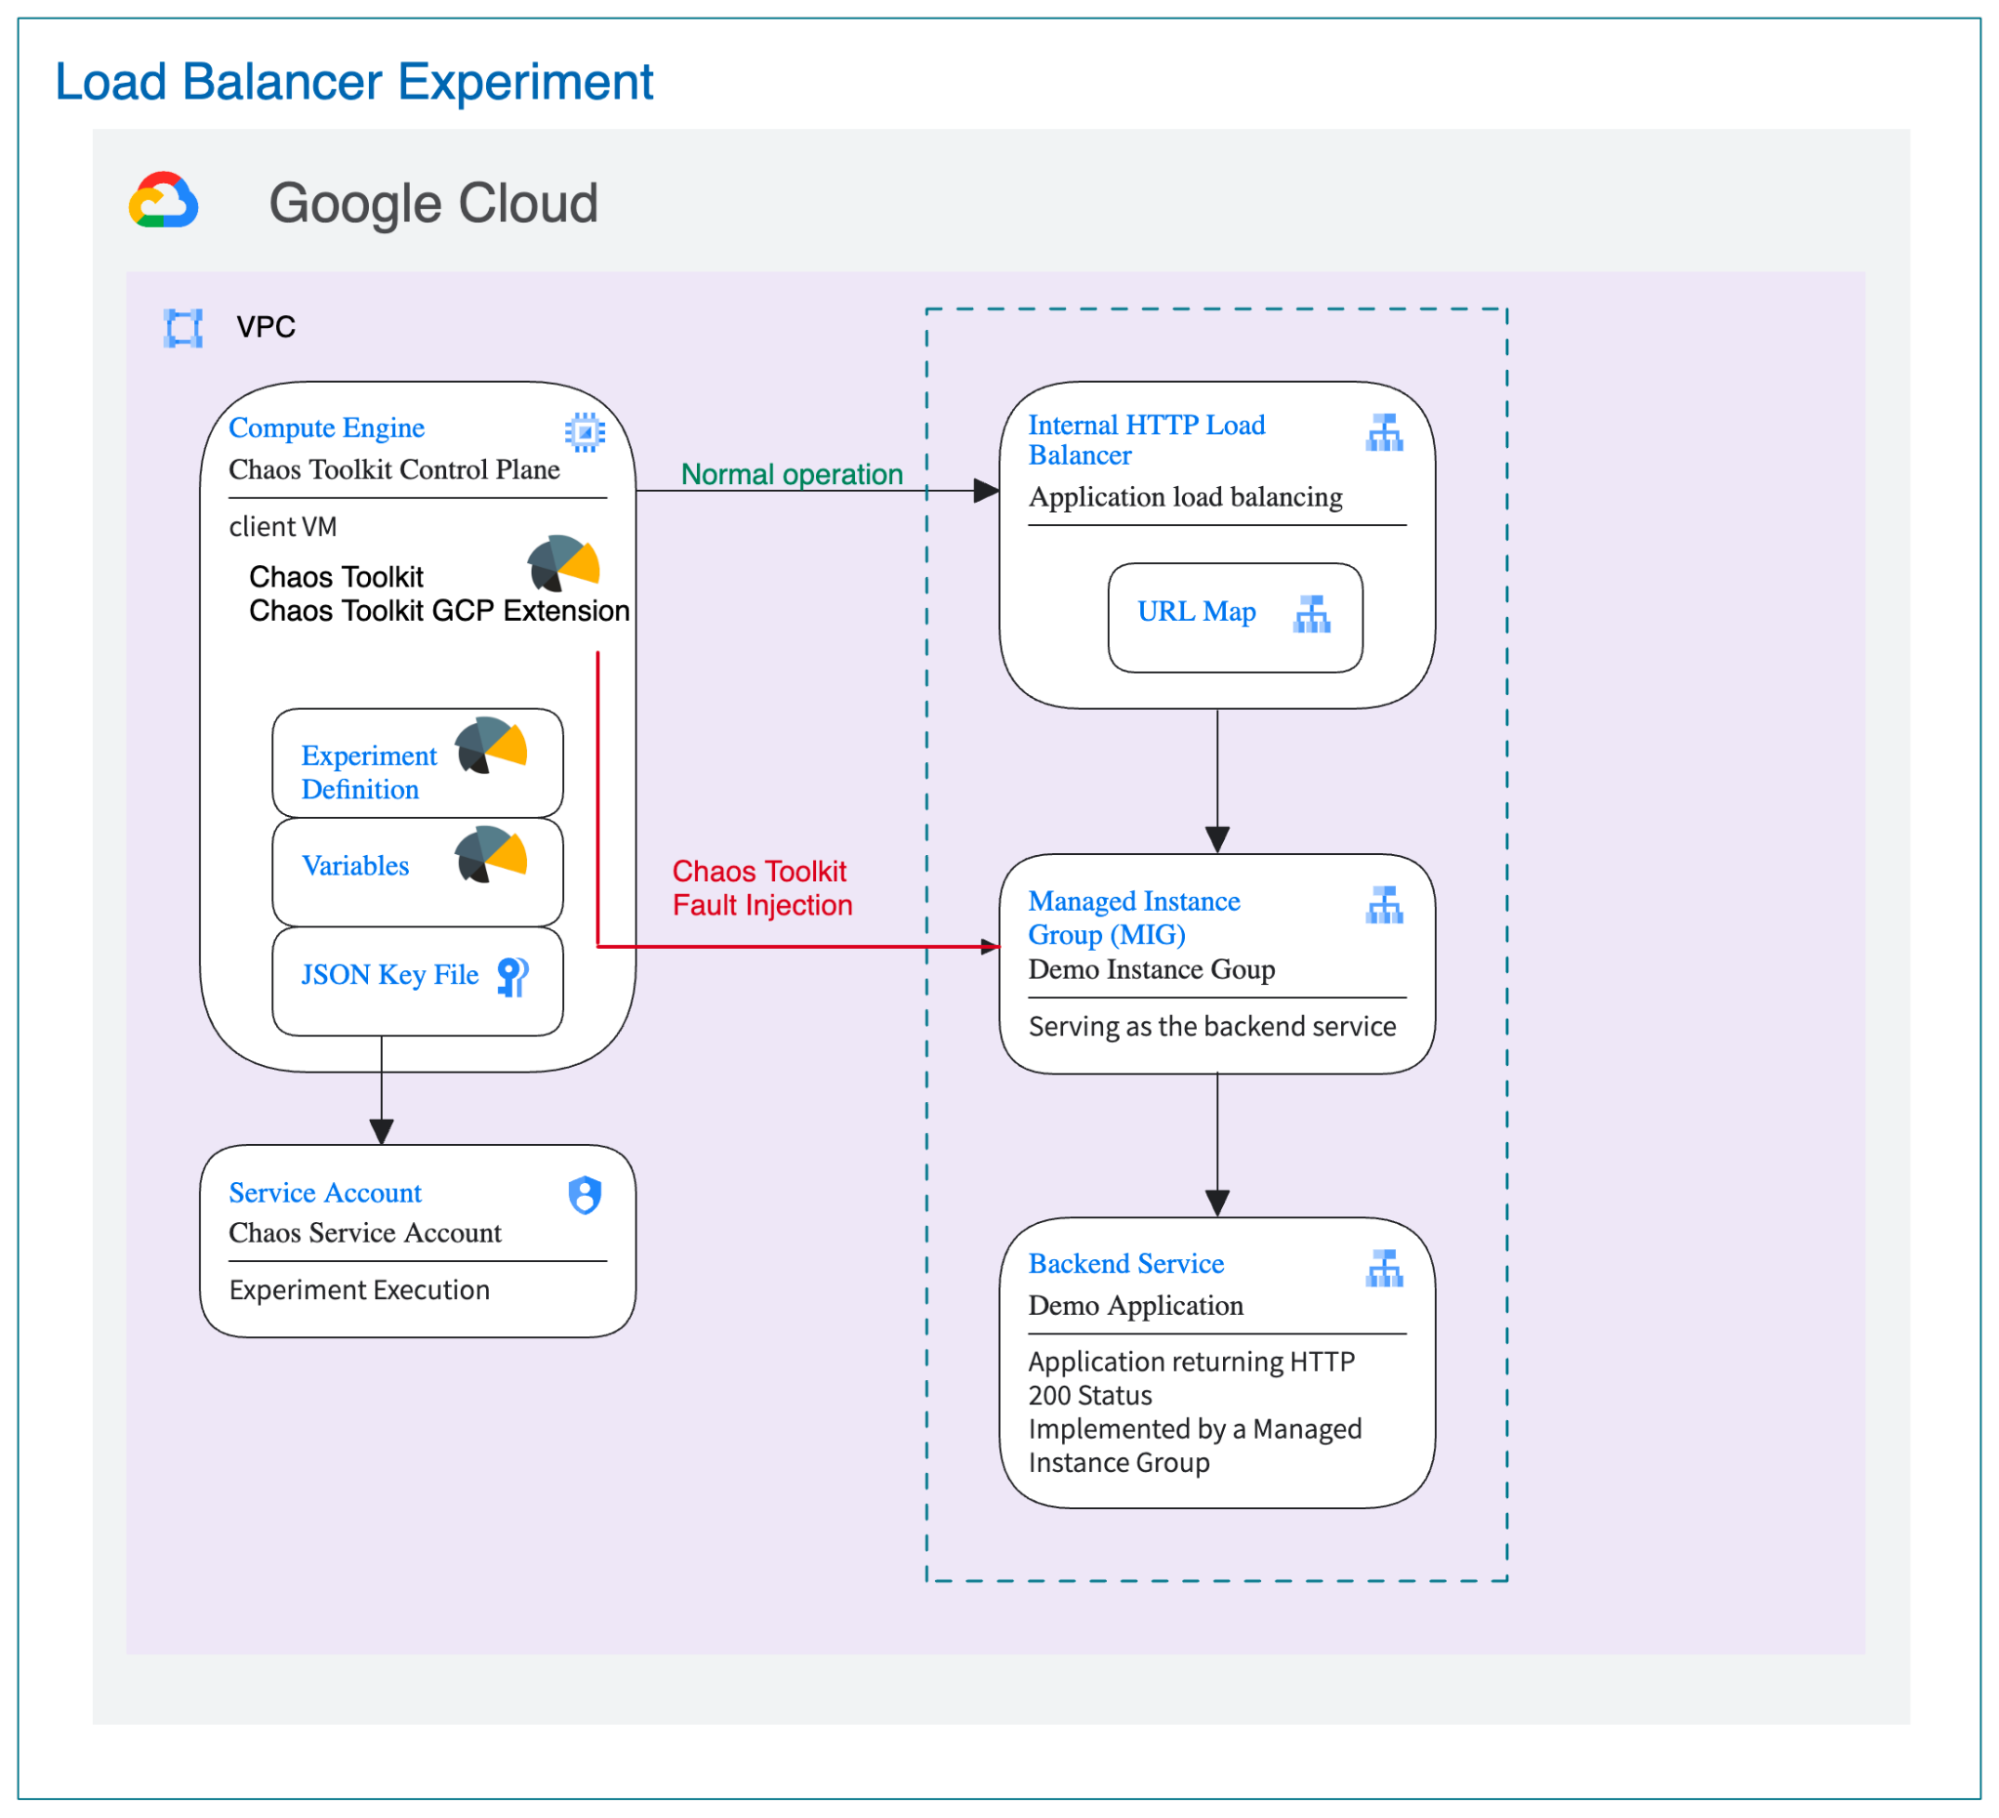 Load Balancer Experiment
Google Cloud
VPC
Compute Engine
Chaos Toolkit Control Plane
client VM
Chaos Toolkit
Chaos Toolkit GCP Extension
Experiment
Definition
Variables
JSON Key File
Service Account
Chaos Service Account
Experiment Execution
Normal operation
Chaos Toolkit
Fault Injection
Internal HTTP Load
Balancer
Application load balancing
URL Map
Managed Instance
Group (MIG)
Demo Instance Goup
Serving as the backend service
Backend Service
Demo Application
Application returning HTTP
200 Status
Implemented by a Managed
Instance Group